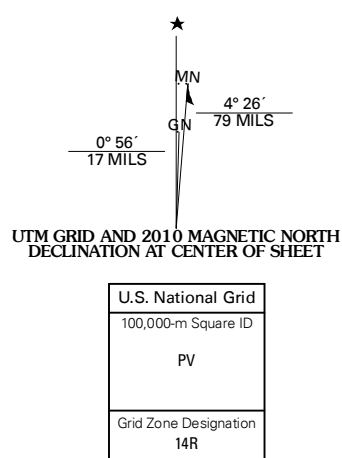 ★
MN
4° 26´
79 MILS
GN
0° 56´
17 MILS
UTM GRID AND 2010 MAGNETIC NORTH
DECLINATION AT CENTER OF SHEET
U.S. National Grid
100,000-m Square ID
PV
Grid Zone Designation
14R